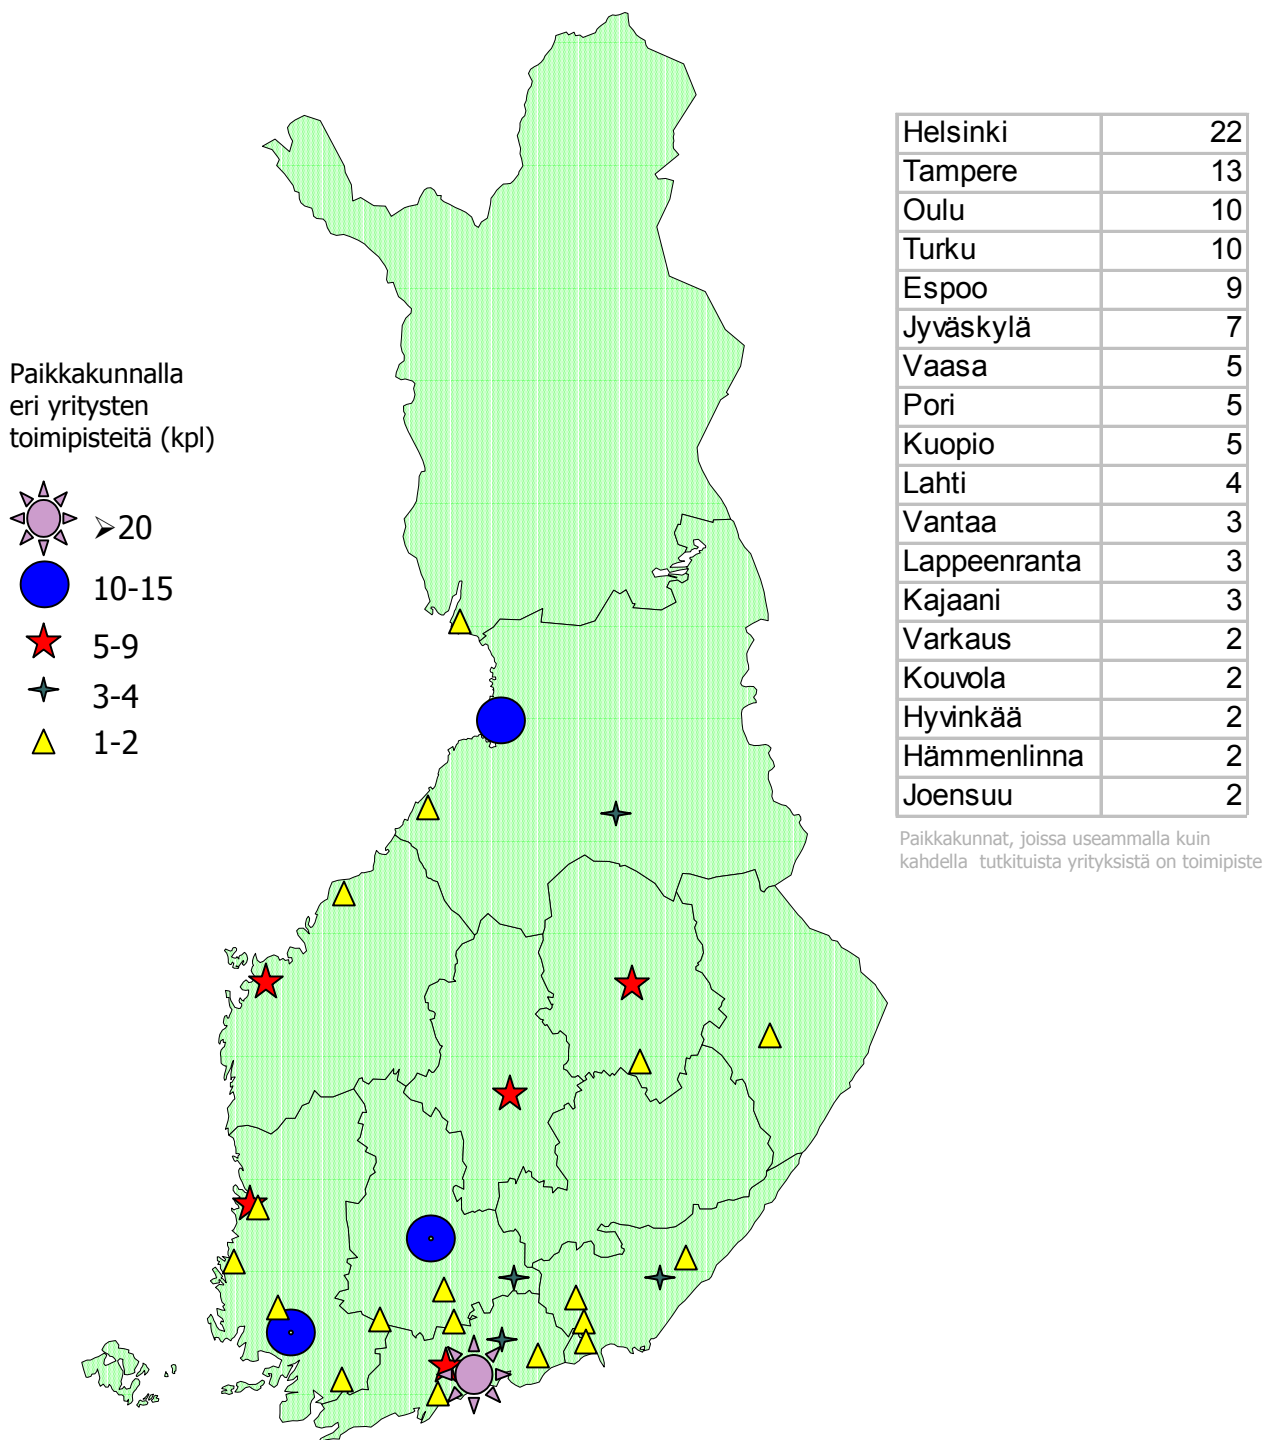 Helsinki 22
Tampere 13
Oulu 10
Turku 10
Espoo 9
Jyväskylä 7
Vaasa 5
Pori 5
Kuopio 5
Lahti 4
Vantaa 3
Lappeenranta 3
Kajaani 3
Varkaus 2
Kouvola 2
Hyvinkää 2
Hämmenlinna 2
Joensuu 2
Paikkakunnat, joissa useammalla kuin
kahdella tutkituista yrityksistä on toimipiste
Paikkakunnalla
eri yritysten
toimipisteitä (kpl)
➢20
10-15
5-9
3-4
1-2